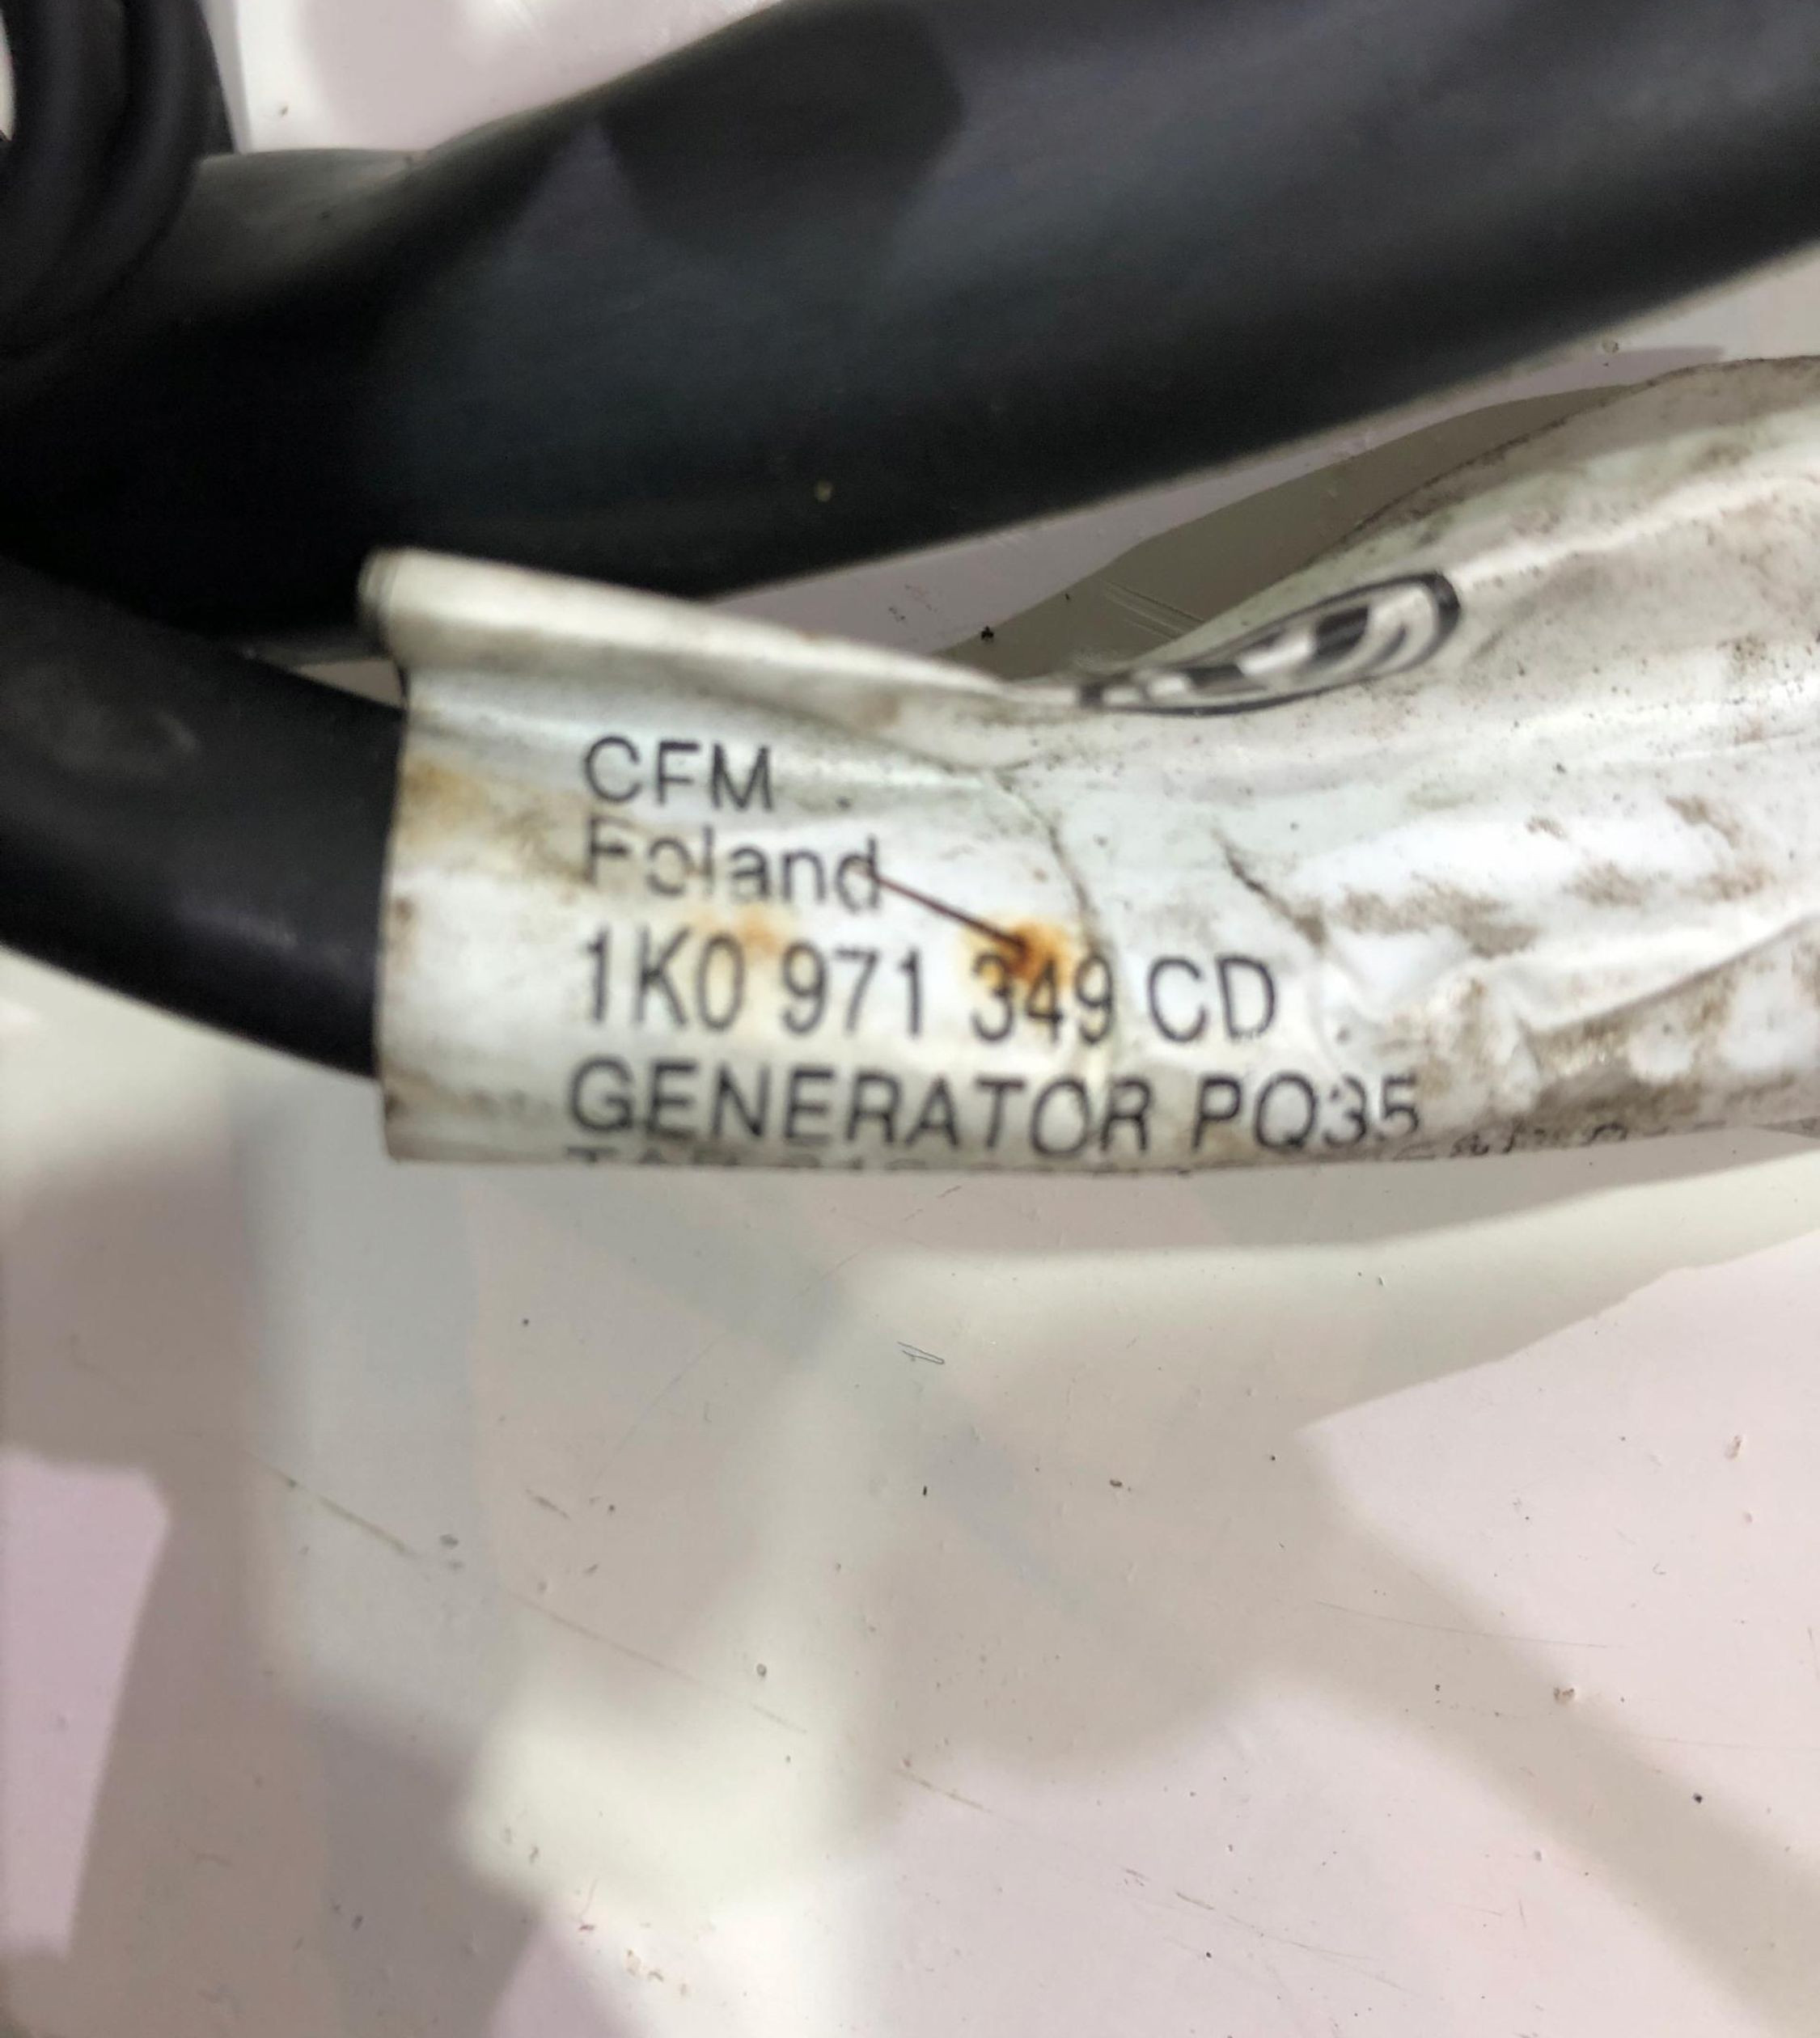 CFM
Poland
1K0 971 349 CD
GENERATOR PQ35